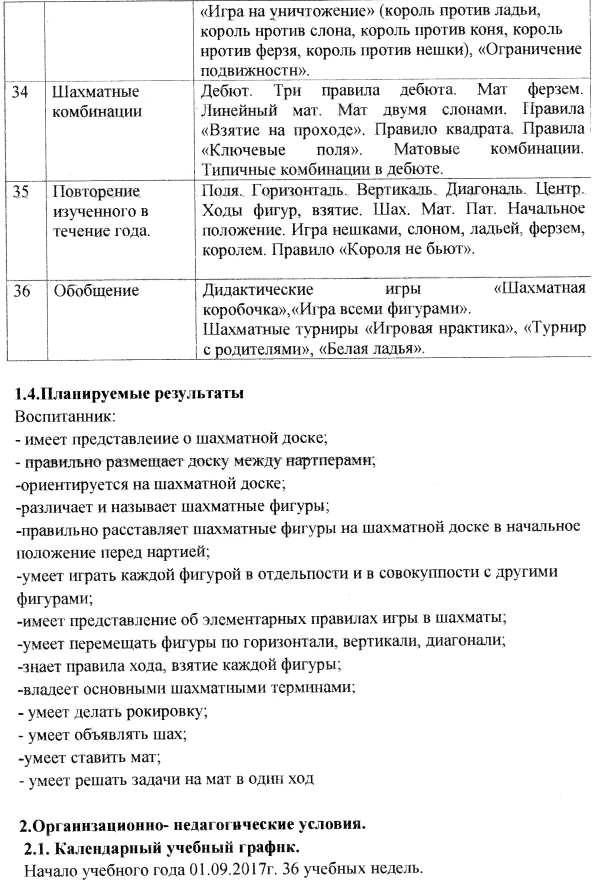 «Игра на уничтожение» (король против ладьи,
король нротив слона, король против коня, король
нротив ферзя, король против нешки), «Ограничение
подвижности».
34 Шахматные Дебют. Три правила дебюта. Мат ферзем.
комбинации Линейный мат. Мат двумя слонами. Правила
«Взятие на проходе». Правило квадрата. Правила
«Ключевые поля». Матовые комбинации.
Типичные комбинации в дебюте.
35 Повторение Поля. Горизонталь. Вертикаль. Диагональ. Центр.
изученного в Ходы фигур, взятие. Шах. Мат. Пат. Начальное
течение года. положение. Игра нешками, слоном, ладьей, ферзем,
королем. Правило «Короля не бьют».
36 Обобщение Дидактические игры «Шахматная
коробочка»,«Игра всеми фигурами».
Шахматные турниры «Игровая нрактика», «Турнир
с родителями», «Белая ладья».
1.4.Планируемые результаты
Воспитанник:
- имеет представление о шахматной доске;
- правильно размещает доску между нартнерами;
-ориентируется на шахматной доске;
-различает и называет шахматные фигуры;
-правильно расставляет шахматные фигуры на шахматной доске в начальное
положение перед нартией;
-умеет играть каждой фигурой в отдельпости и в совокуппости с другими
фигурами;
-имеет представление об элементарных правилах игры в шахматы;
-умеет перемещать фигуры по горизонтали, вертикали, диагонали;
-знает правила хода, взятие каждой фигуры;
-владеет основными шахматными терминами;
- умеет делать рокировку;
- умеет объявлять шах;
-умеет ставить мат;
- умеет решать задачи на мат в один ход
2.Организационно- педагогические условия.
2.1. Календарный учебный график.
Начало учебного года 01.09.2017г. 36 учебных недель.